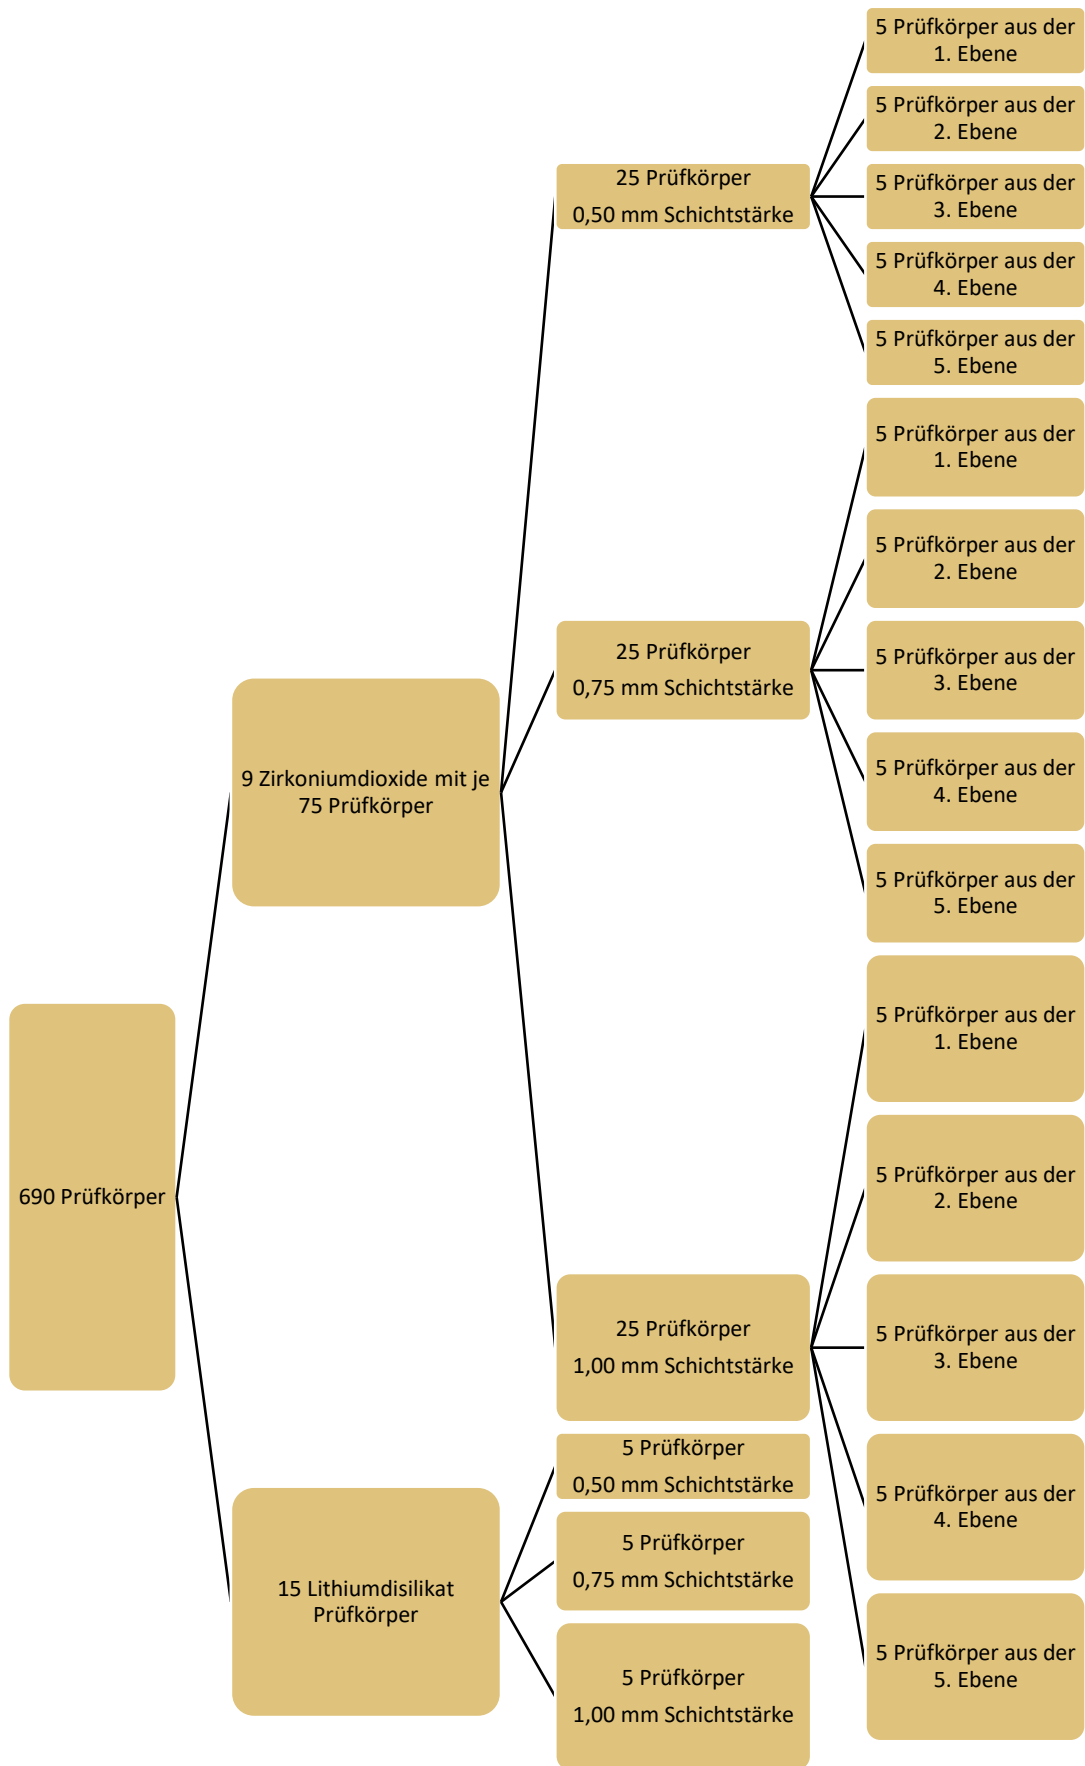 690 Prüfkörper
9 Zirkoniumdioxide mit je
75 Prüfkörper
25 Prüfkörper
0,50 mm Schichtstärke
5 Prüfkörper aus der
1. Ebene
5 Prüfkörper aus der
2. Ebene
5 Prüfkörper aus der
3. Ebene
5 Prüfkörper aus der
4. Ebene
5 Prüfkörper aus der
5. Ebene
25 Prüfkörper
0,75 mm Schichtstärke
5 Prüfkörper aus der
1. Ebene
5 Prüfkörper aus der
2. Ebene
5 Prüfkörper aus der
3. Ebene
5 Prüfkörper aus der
4. Ebene
5 Prüfkörper aus der
5. Ebene
25 Prüfkörper
1,00 mm Schichtstärke
5 Prüfkörper aus der
1. Ebene
5 Prüfkörper aus der
2. Ebene
5 Prüfkörper aus der
3. Ebene
5 Prüfkörper aus der
4. Ebene
5 Prüfkörper aus der
5. Ebene
15 Lithiumdisilikat
Prüfkörper
5 Prüfkörper
0,50 mm Schichtstärke
5 Prüfkörper
0,75 mm Schichtstärke
5 Prüfkörper
1,00 mm Schichtstärke